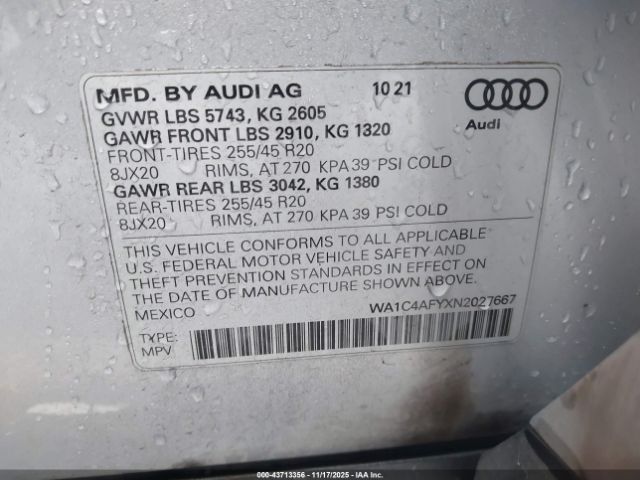 MFD. BY AUDI AG 10 21
GVWR LBS 5743, KG 2605
GAWR FRONT LBS 2910, KG 1320
FRONT-TIRES 255/45 R20
8JX20 RIMS, AT 270 KPA 39 PSI COLD
GAWR REAR LBS 3042, KG 1380
REAR-TIRES 255/45 R20
8JX20 RIMS, AT 270 KPA 39 PSI COLD
Audi
THIS VEHICLE CONFORMS TO ALL APPLICABLE
U.S. FEDERAL MOTOR VEHICLE SAFETY AND
THEFT PREVENTION STANDARDS IN EFFECT ON
THE DATE OF MANUFACTURE SHOWN ABOVE.
MEXICO WA1C4AFYXN2027667
TYPE:
MPV
000-43713356 - 11/17/2025 - IAAI.COM